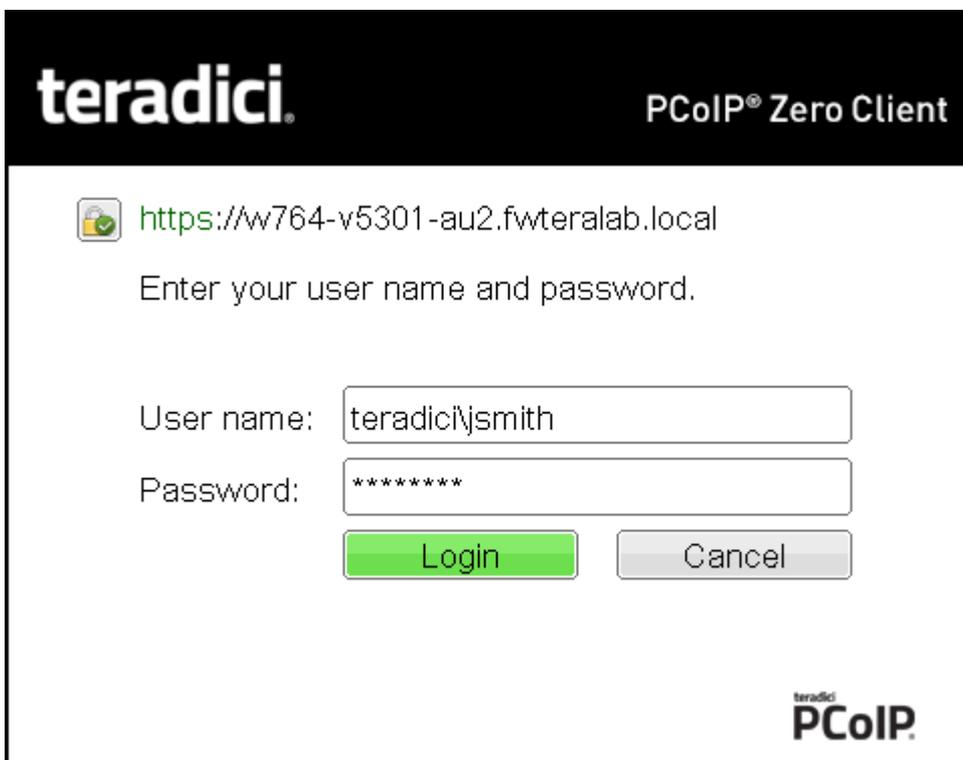 teradici.
PCoIP® Zero Client
https://w764-v5301-au2.fwteralab.local
Enter your user name and password.
User name: teradici\jsmith
Password: ********
Login Cancel
teradici
PCoIP.